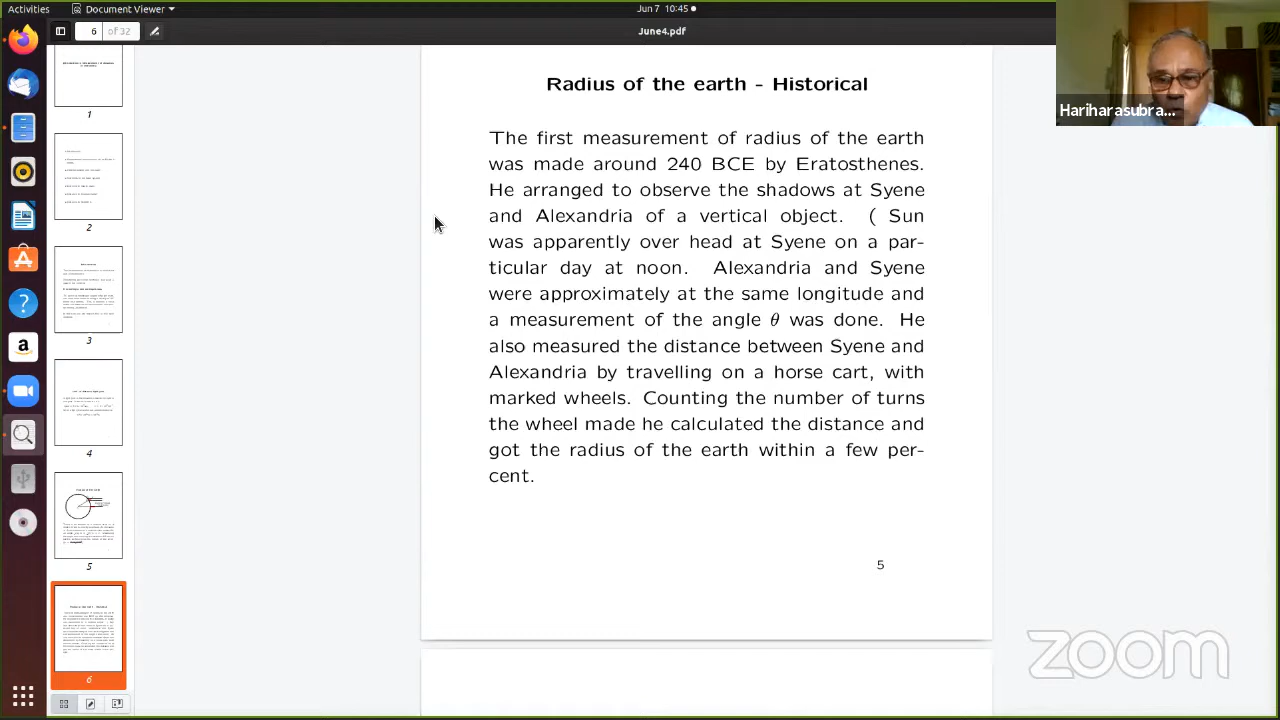 Activities
Document Viewer
Jun 7 10:45
6 of 32
June4.pdf
Radius of the earth - Historical
The first measurement of radius of the earth
was made around 240 BCE by Eratosthenes.
He arranged to observe the shadows at Syene
and Alexandria of a vertical object. ( Sun
was apparently over head at Syene on a par-
ticular day at noon. Alexandria and Syene
are approximately at the same longitude and
a measurement of the angle θ was done. He
also measured the distance between Syene and
Alexandria by travelling on a horse cart, with
spoked wheels. Counting the number of turns
the wheel made he calculated the distance and
got the radius of the earth within a few per-
cent.
5
1
2
3
4
5
6
Hariharasubra...
zoom